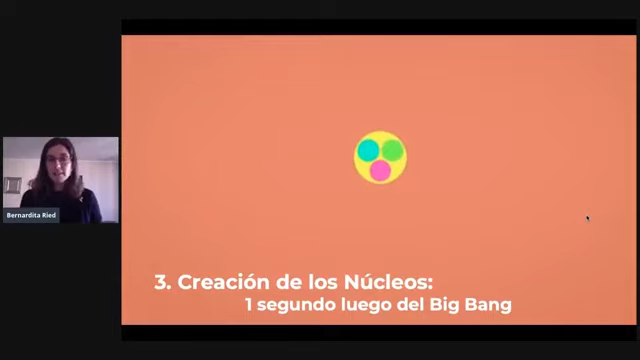 Bernardita Ried
3. Creación de los Núcleos:
1 segundo luego del Big Bang